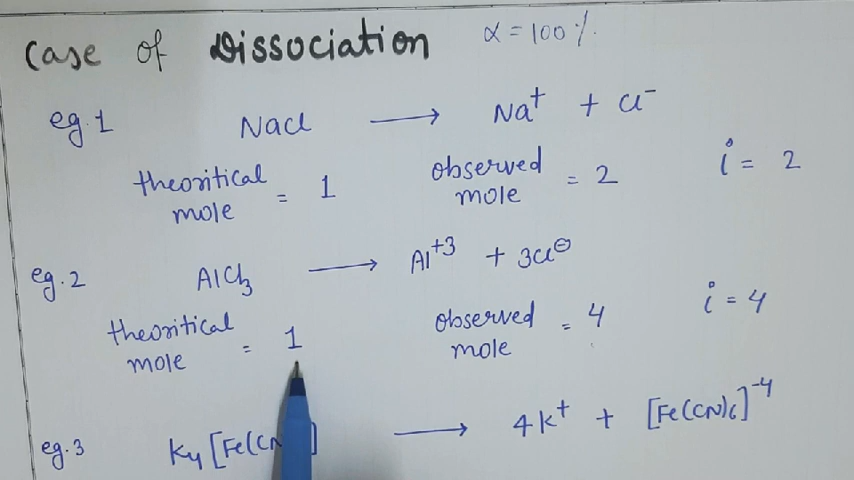 Case of Dissociation α = 100 %.
eg.1 NaCl → Na⁺ + Cl⁻
theoritical mole = 1 observed mole = 2 i = 2
eg.2 AlCl₃ → Al⁺³ + 3Cl⊖
theoritical mole = 1 observed mole = 4 i = 4
eg.3 K₄[Fe(CN ] → 4K⁺ + [Fe(CN)₆]⁻⁴